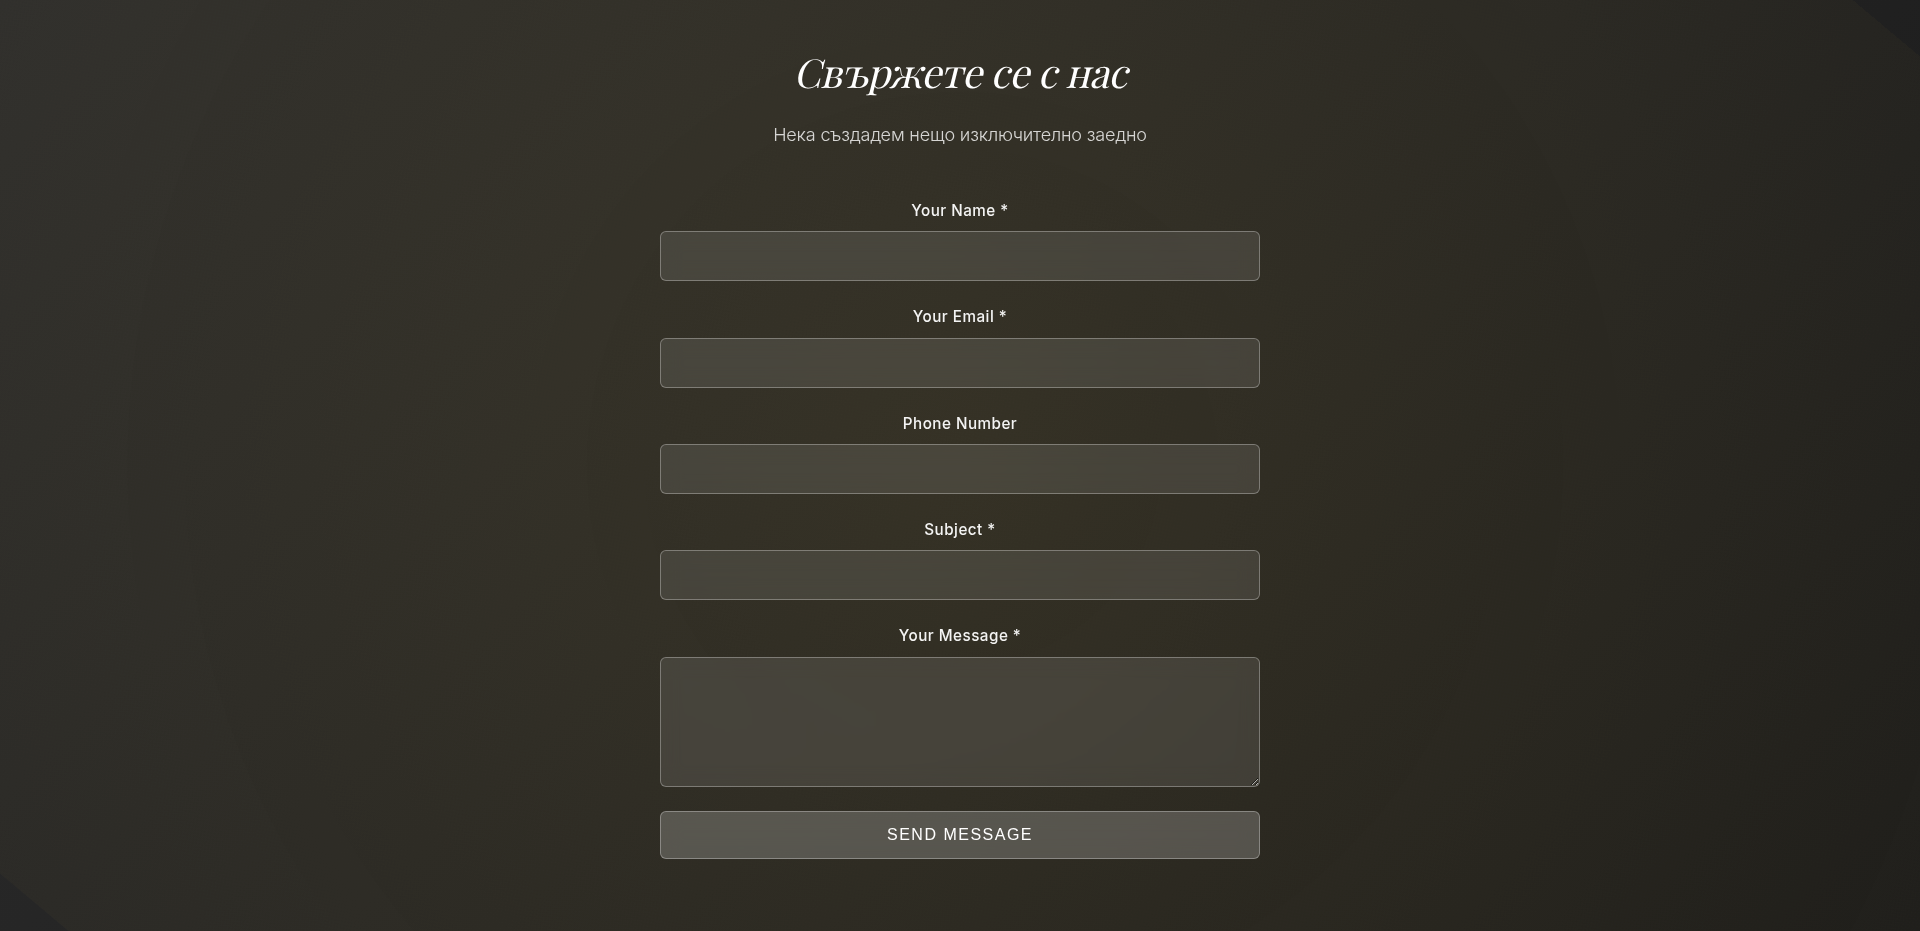 Свържете се с нас
Нека създадем нещо изключително заедно
Your Name *
Your Email *
Phone Number
Subject *
Your Message *
SEND MESSAGE